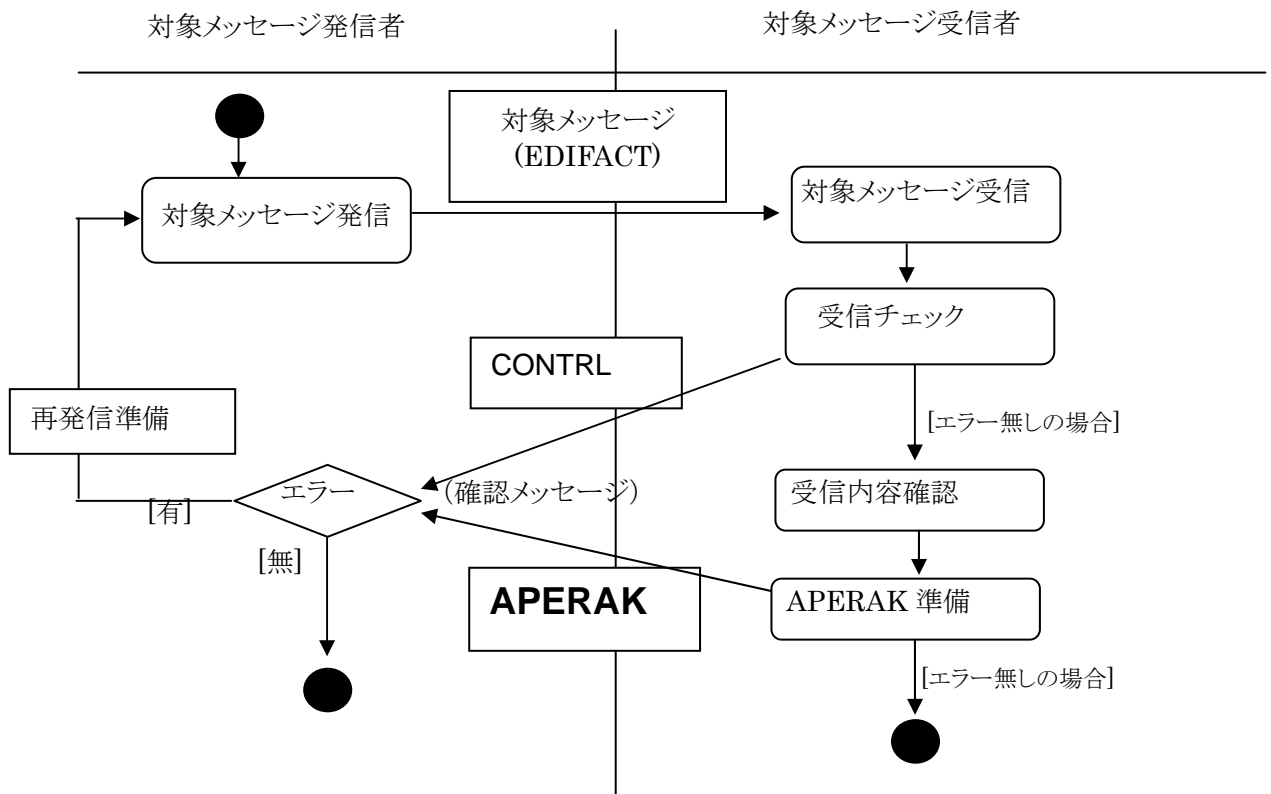 対象メッセージ発信者
対象メッセージ受信者
対象メッセージ
(EDIFACT)
対象メッセージ発信
対象メッセージ受信
受信チェック
CONTRL
再発信準備
[エラー無しの場合]
エラー
(確認メッセージ)
受信内容確認
[有]
[無]
APERAK
APERAK 準備
[エラー無しの場合]